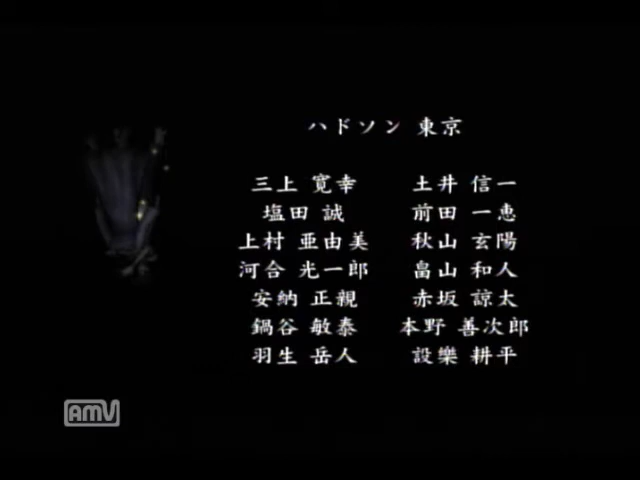 ハドソン 東京
三上 寛幸 土井 信一
塩田 誠 前田 一恵
上村 亜由美 秋山 玄陽
河合 光一郎 畠山 和人
安納 正親 赤坂 諒太
鍋谷 敏泰 本野 善次郎
羽生 岳人 設樂 耕平
AMV